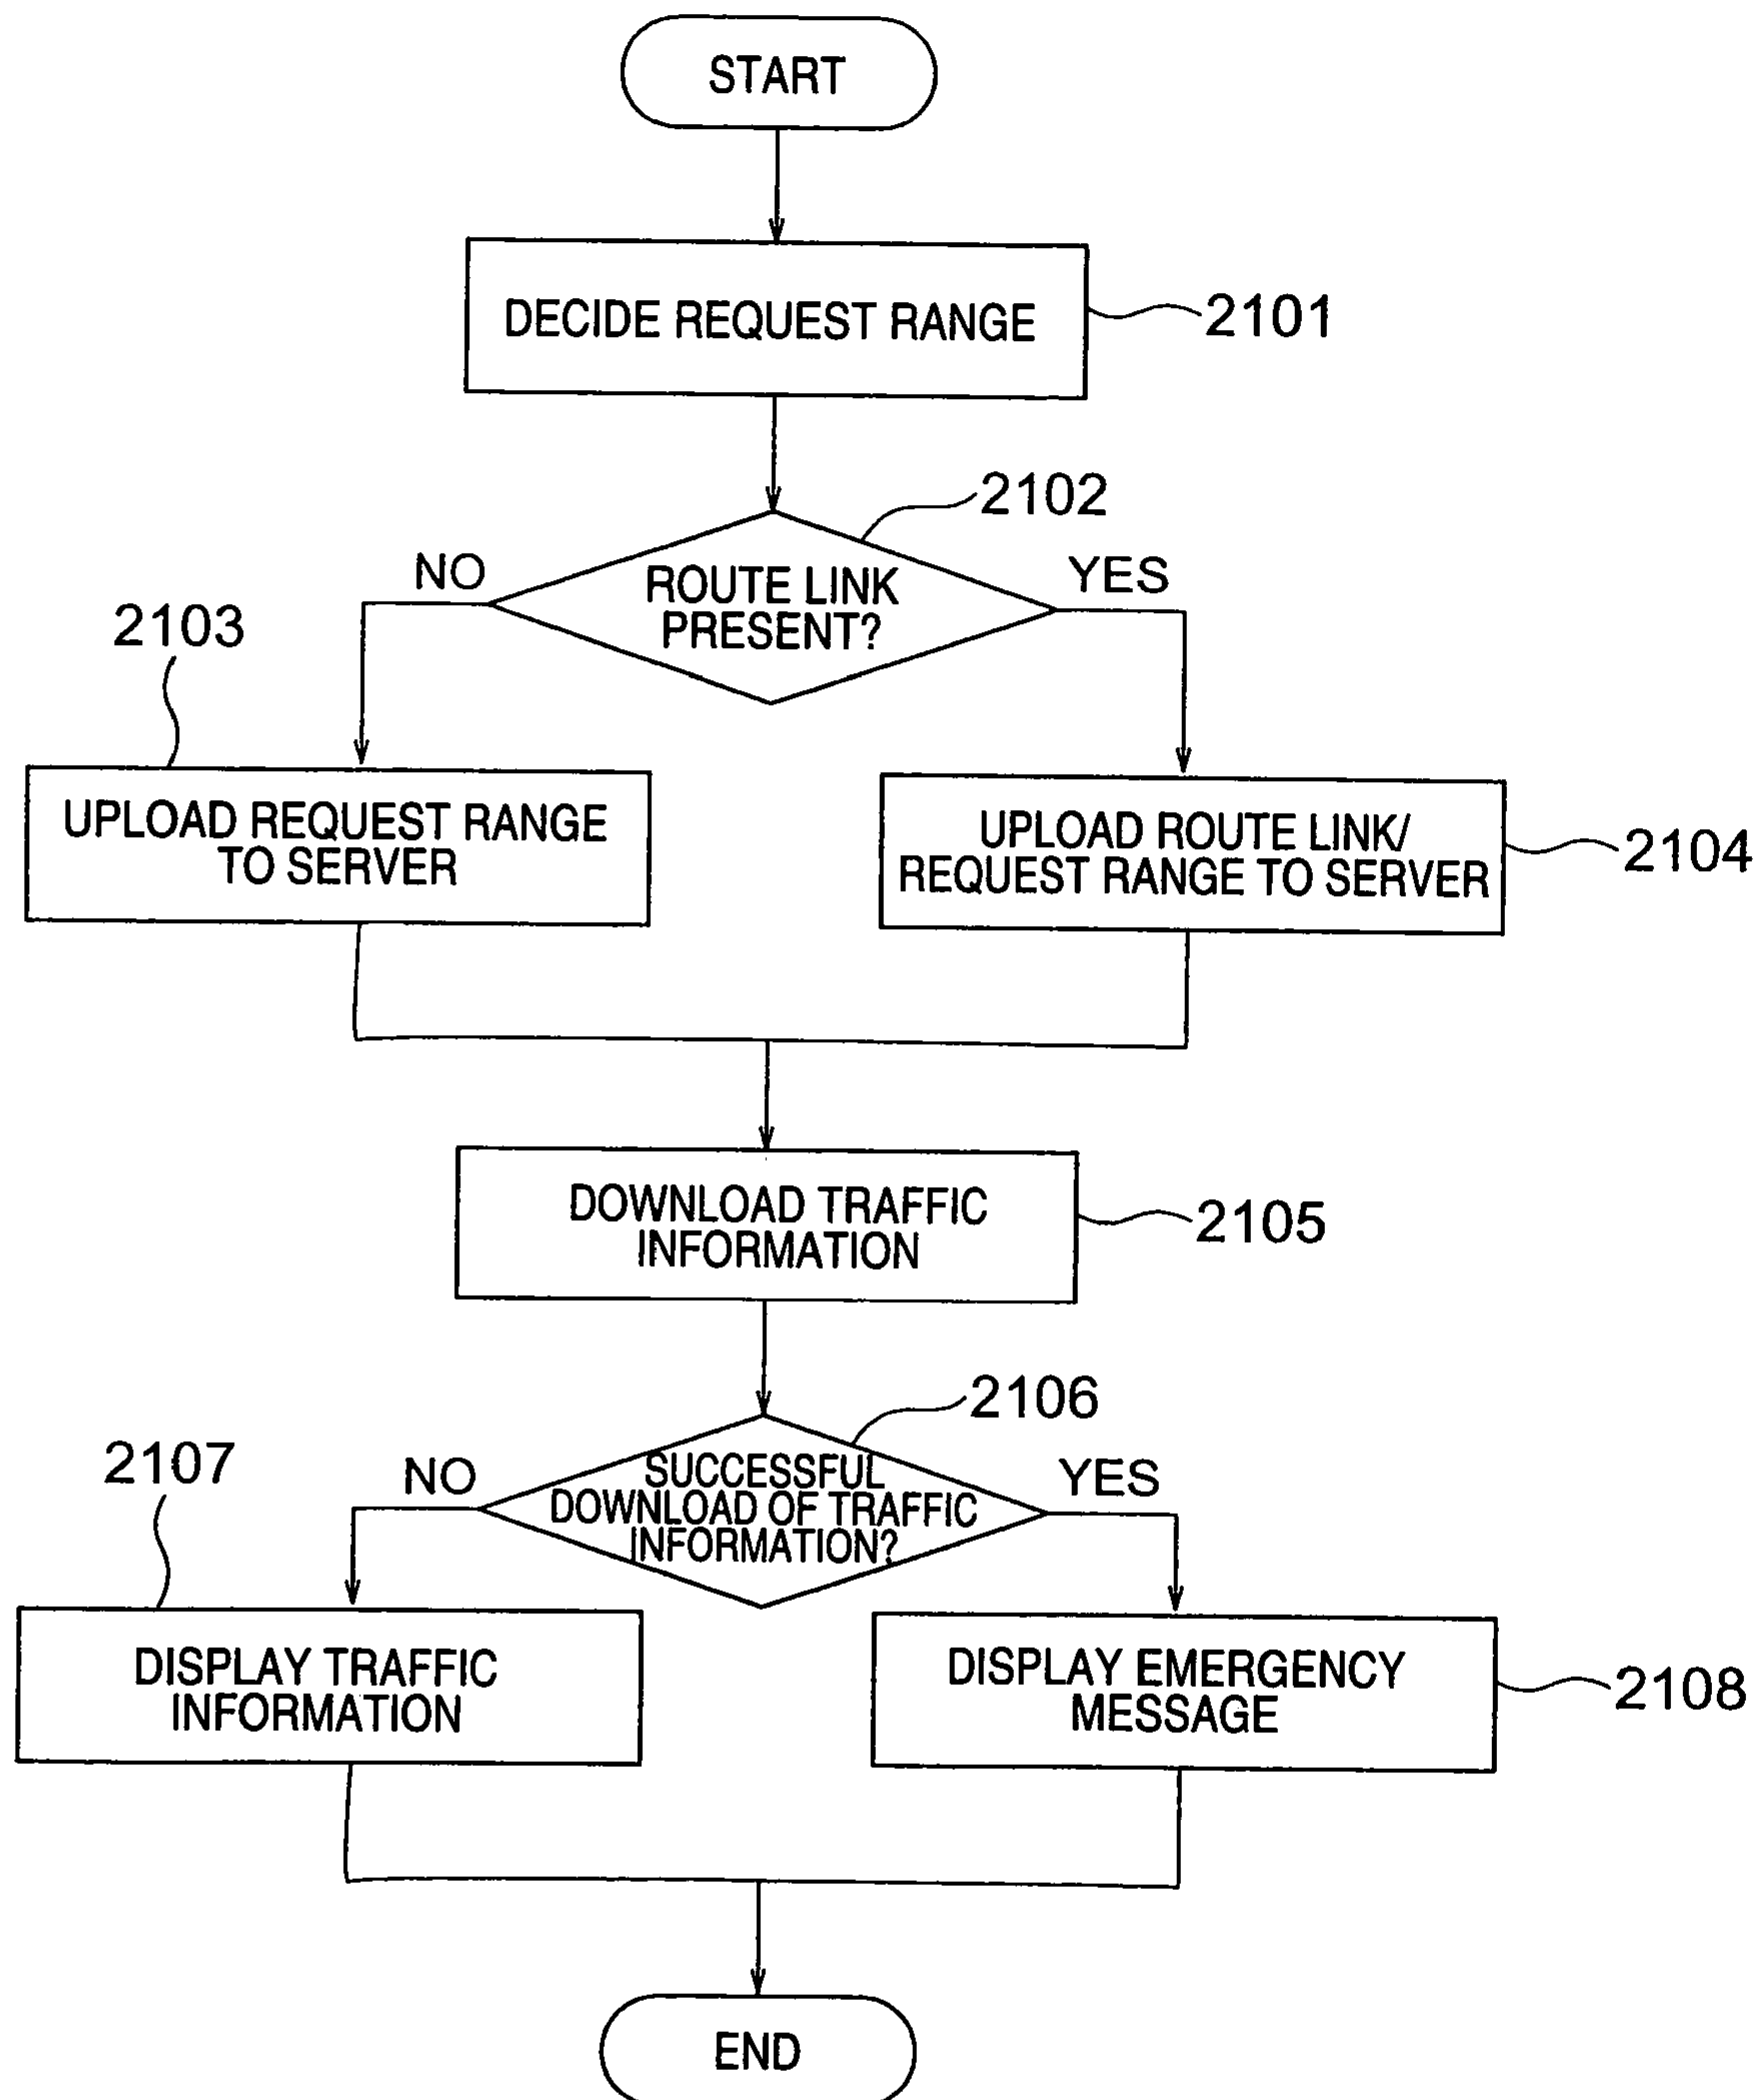 START
DECIDE REQUEST RANGE
2101
2102
NO
ROUTE LINK
PRESENT?
YES
2103
UPLOAD REQUEST RANGE
TO SERVER
UPLOAD ROUTE LINK/
REQUEST RANGE TO SERVER
2104
DOWNLOAD TRAFFIC
INFORMATION
2105
2106
NO
SUCCESSFUL
DOWNLOAD OF TRAFFIC
INFORMATION?
YES
2107
DISPLAY TRAFFIC
INFORMATION
DISPLAY EMERGENCY
MESSAGE
2108
END